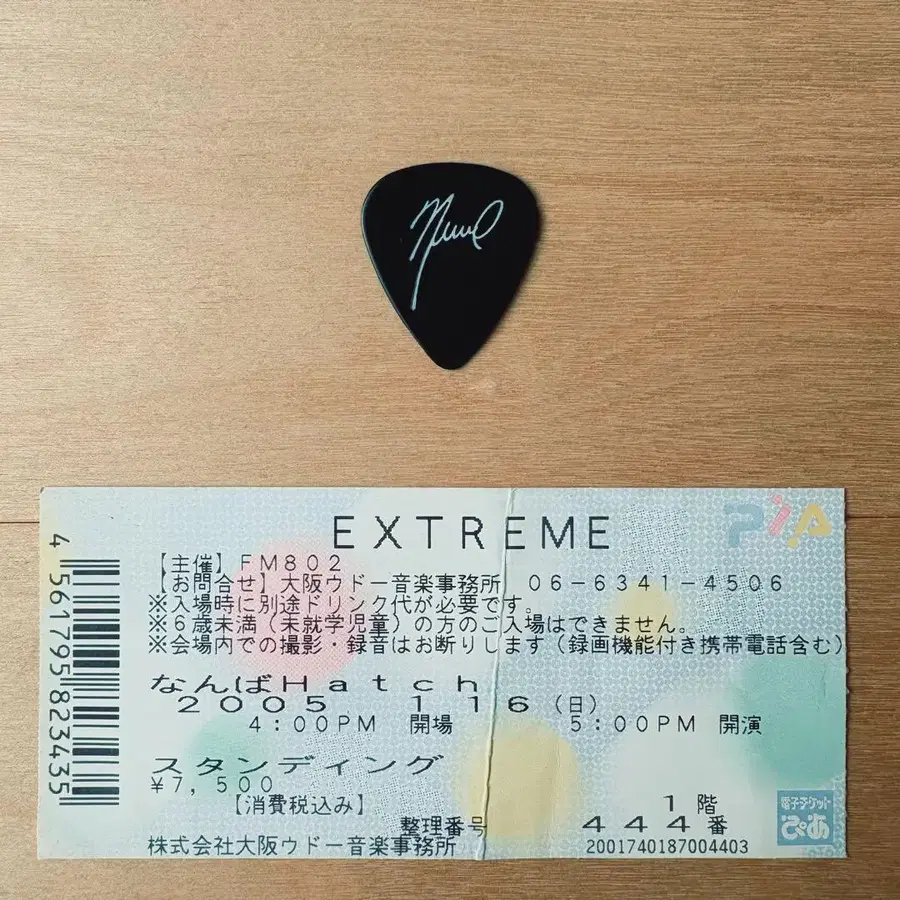 EXTREME
PIA
【主催】FM802
【お問合せ】大阪ウドー音楽事務所 06-6341-4506
※入場時に別途ドリンク代が必要です。
※6歳未満(未就学児童)の方のご入場はできません。
※会場内での撮影・録音はお断りします(録画機能付き携帯電話含む)
なんばHatch
2005 1 16(日)
4:00PM 開場 5:00PM 開演
スタンディング
¥7,500
【消費税込み】
1階
整理番号 444番
株式会社大阪ウドー音楽事務所 2001740187004403
電子チケット
ぴあ
4561795823435